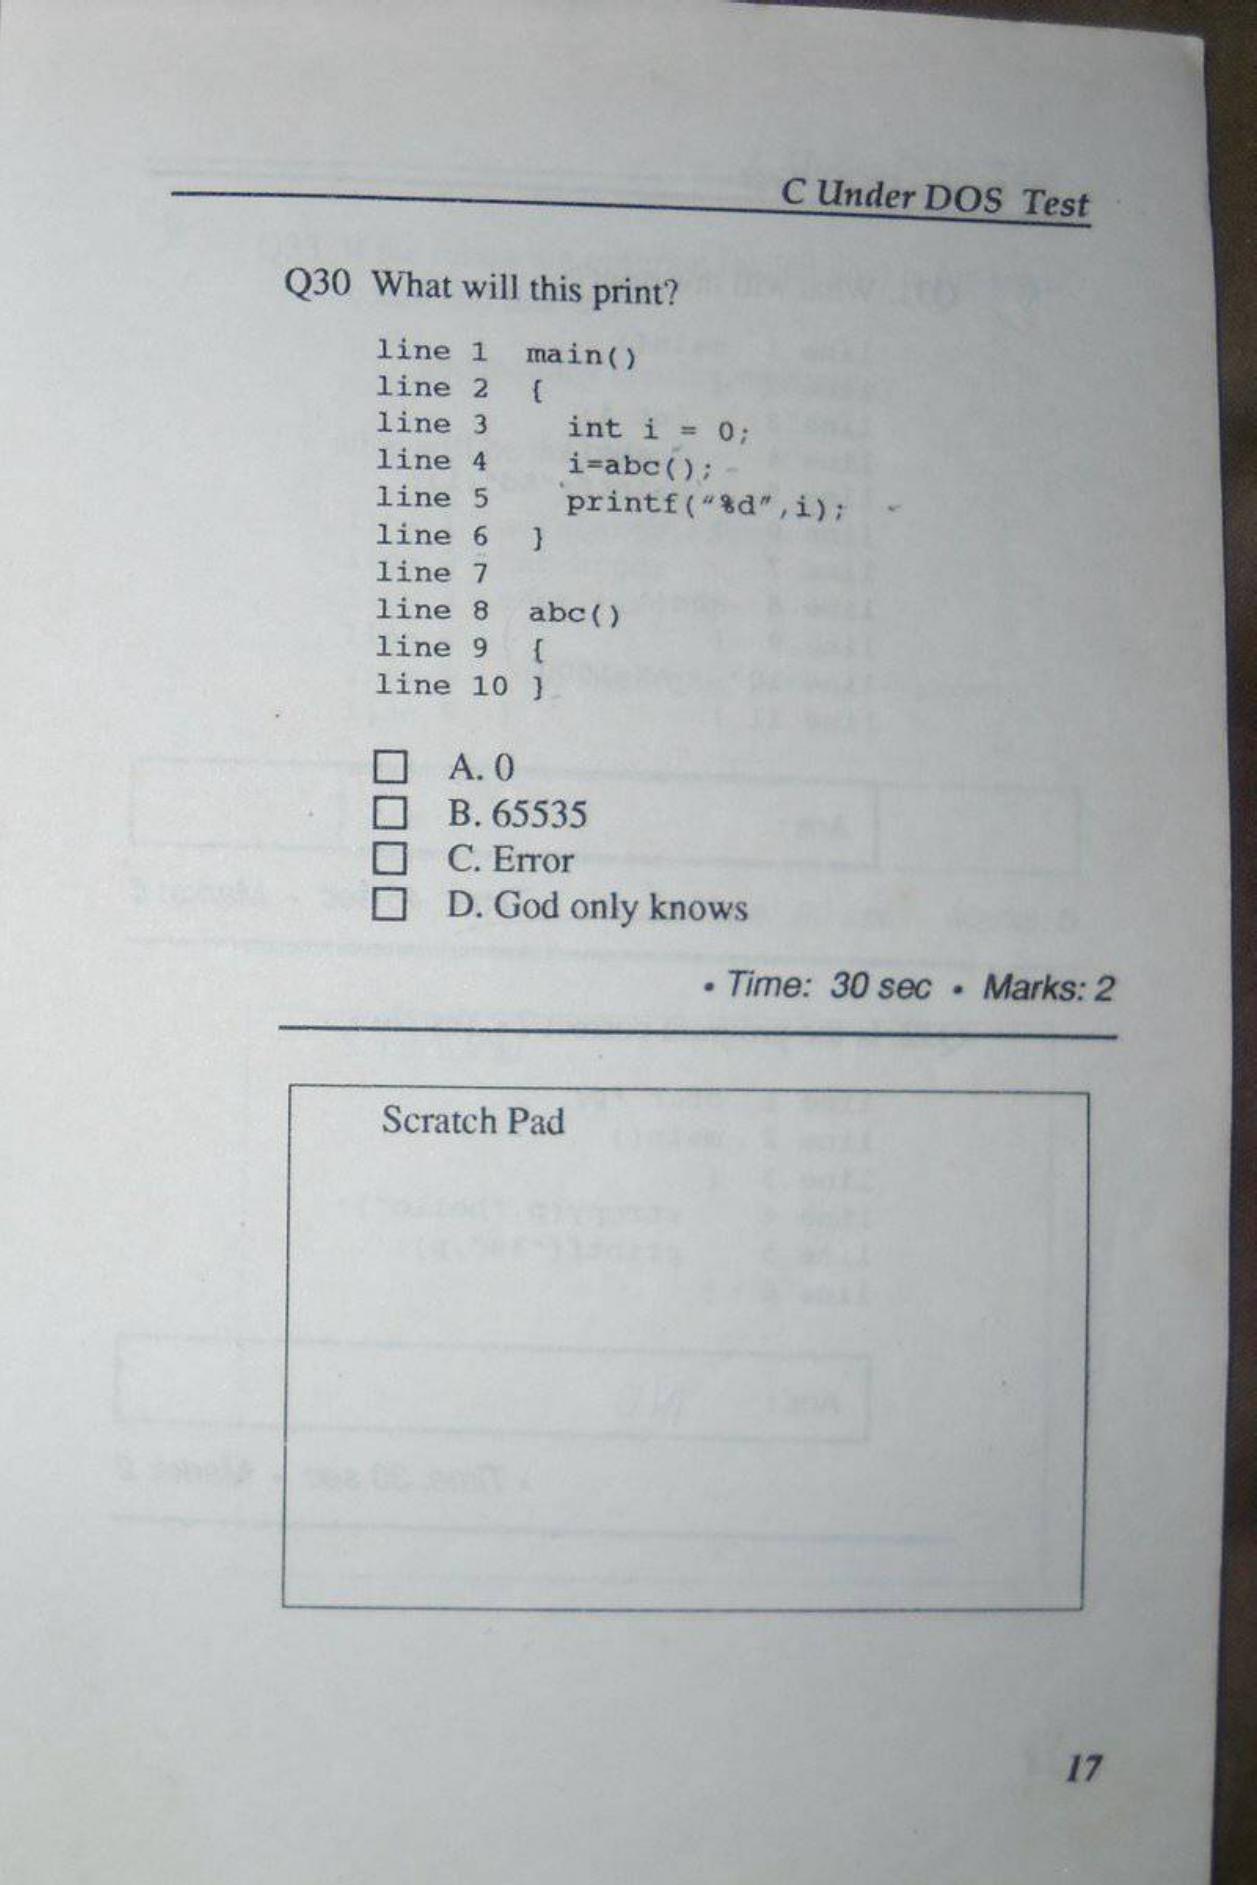 C Under DOS Test
Q30 What will this print?
line 1 main()
line 2 {
line 3 int i = 0;
line 4 i=abc();
line 5 printf("%d",i);
line 6 }
line 7
line 8 abc()
line 9 {
line 10 }
A. 0
B. 65535
C. Error
D. God only knows
• Time: 30 sec • Marks: 2
Scratch Pad
17